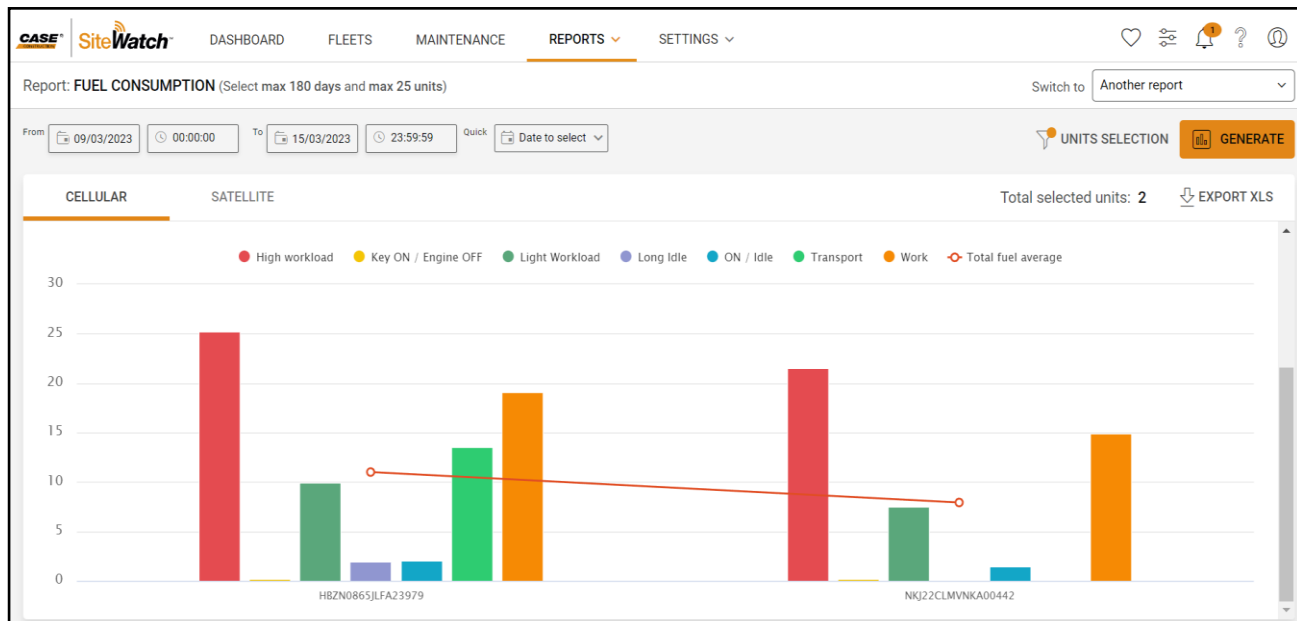 CASE CONSTRUCTION SiteWatch DASHBOARD FLEETS MAINTENANCE REPORTS SETTINGS 1
Report: FUEL CONSUMPTION (Select max 180 days and max 25 units) Switch to Another report
From 09/03/2023 00:00:00 To 15/03/2023 23:59:59 Quick Date to select UNITS SELECTION GENERATE
CELLULAR SATELLITE Total selected units: 2 EXPORT XLS
High workload Key ON / Engine OFF Light Workload Long Idle ON / Idle Transport Work Total fuel average
30
25
20
15
10
5
0
HBZN0865JLFA23979 NKJ22CLMVNKA00442